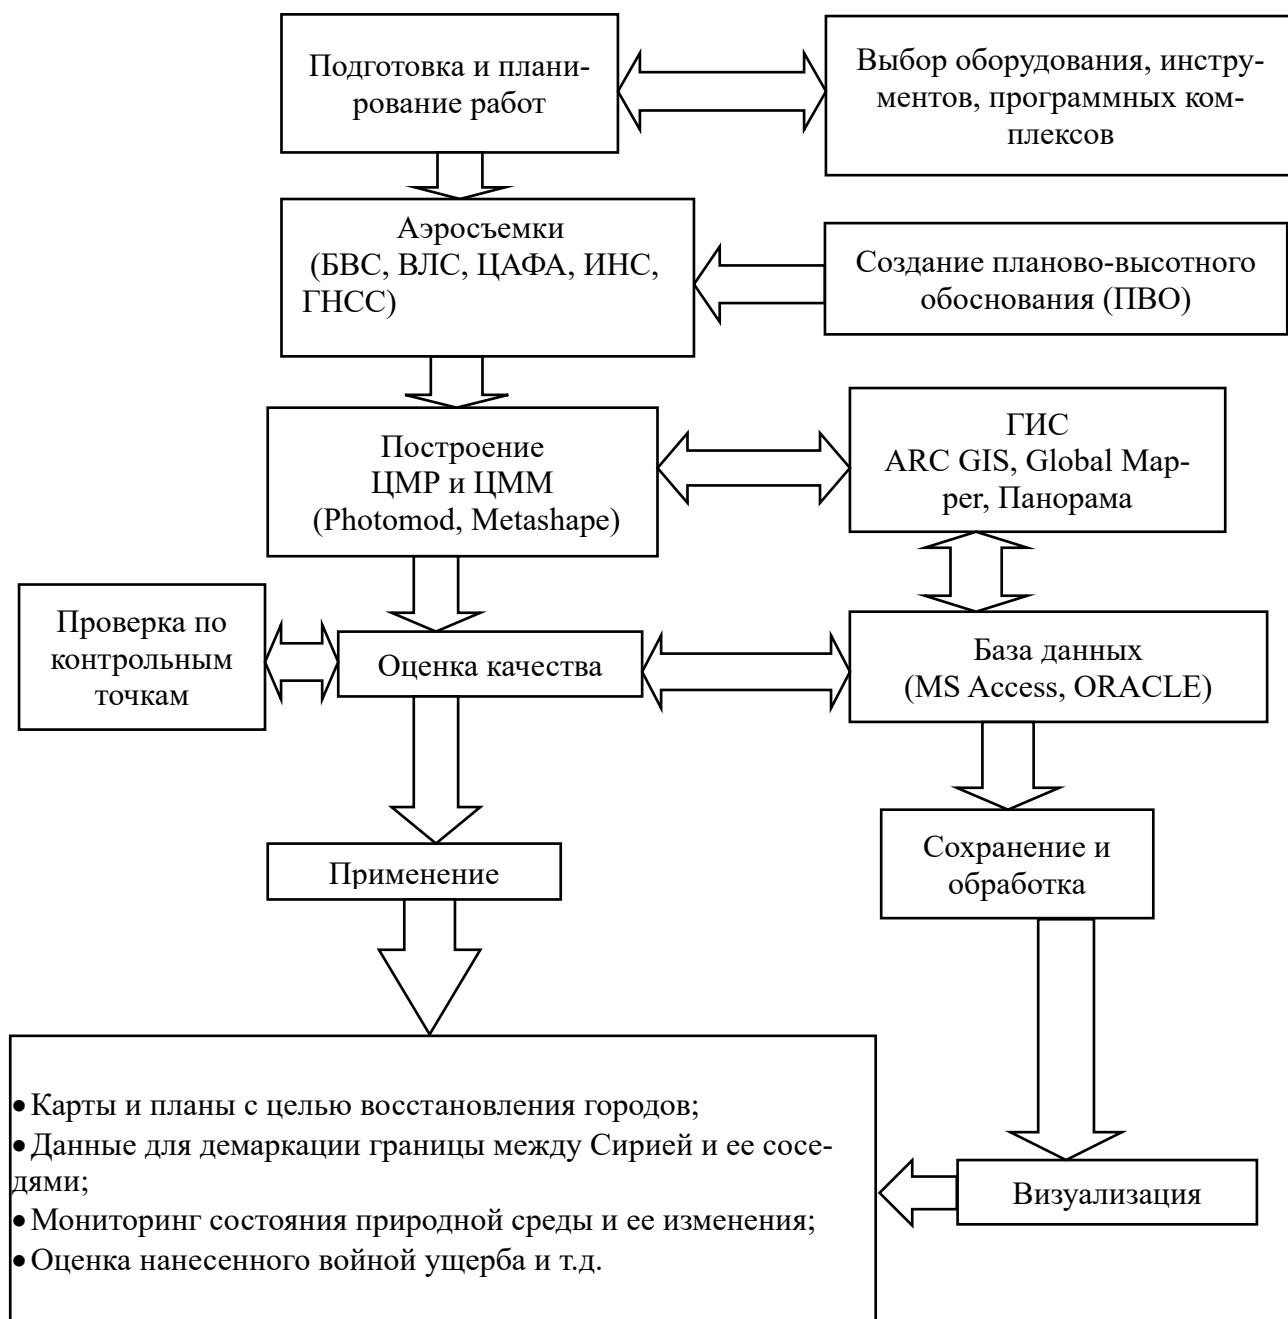 Подготовка и плани-
рование работ
Выбор оборудования, инстру-
ментов, программных ком-
плексов
Аэросъемки
(БВС, ВЛС, ЦАФА, ИНС,
ГНСС)
Создание планово-высотного
обоснования (ПВО)
Построение
ЦМР и ЦММ
(Photomod, Metashape)
ГИС
ARC GIS, Global Map-
per, Панорама
Проверка по
контрольным
точкам
Оценка качества
База данных
(MS Access, ORACLE)
Применение
Сохранение и
обработка
• Карты и планы с целью восстановления городов;
• Данные для демаркации границы между Сирией и ее сосе-
дями;
• Мониторинг состояния природной среды и ее изменения;
• Оценка нанесенного войной ущерба и т.д.
Визуализация